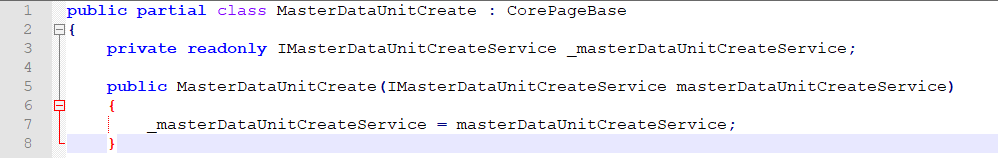 1 public partial class MasterDataUnitCreate : CorePageBase
2 {
3     private readonly IMasterDataUnitCreateService _masterDataUnitCreateService;
4
5     public MasterDataUnitCreate(IMasterDataUnitCreateService masterDataUnitCreateService)
6     {
7         _masterDataUnitCreateService = masterDataUnitCreateService;
8     }